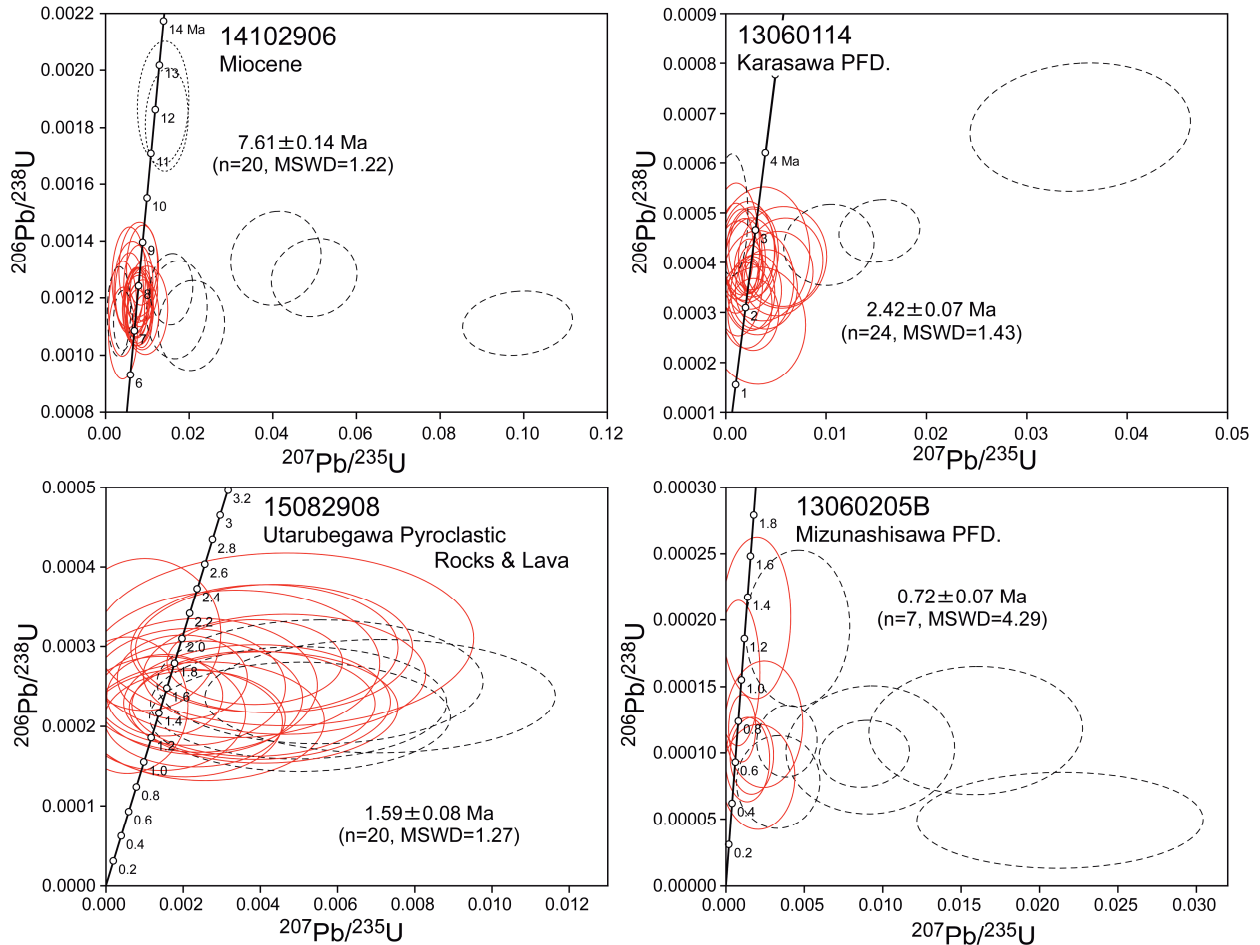 14102906
Miocene
7.61±0.14 Ma
(n=20, MSWD=1.22)
14 Ma
13
12
11
10
9
8
7
6
0.0022
0.0020
0.0018
0.0016
0.0014
0.0012
0.0010
0.0008
0.00 0.02 0.04 0.06 0.08 0.10 0.12
206Pb/238U
207Pb/235U
13060114
Karasawa PFD.
2.42±0.07 Ma
(n=24, MSWD=1.43)
4 Ma
3
2
1
0.0009
0.0008
0.0007
0.0006
0.0005
0.0004
0.0003
0.0002
0.0001
0.00 0.01 0.02 0.03 0.04 0.05
206Pb/238U
207Pb/235U
15082908
Utarubegawa Pyroclastic
Rocks & Lava
1.59±0.08 Ma
(n=20, MSWD=1.27)
3.2
3
2.8
2.6
2.4
2.2
2.0
1.8
1.6
1.4
1.2
1.0
0.8
0.6
0.4
0.2
0.0005
0.0004
0.0003
0.0002
0.0001
0.0000
0.000 0.002 0.004 0.006 0.008 0.010 0.012
206Pb/238U
207Pb/235U
13060205B
Mizunashisawa PFD.
0.72±0.07 Ma
(n=7, MSWD=4.29)
1.8
1.6
1.4
1.2
1.0
0.8
0.6
0.4
0.2
0.00030
0.00025
0.00020
0.00015
0.00010
0.00005
0.00000
0.000 0.005 0.010 0.015 0.020 0.025 0.030
206Pb/238U
207Pb/235U